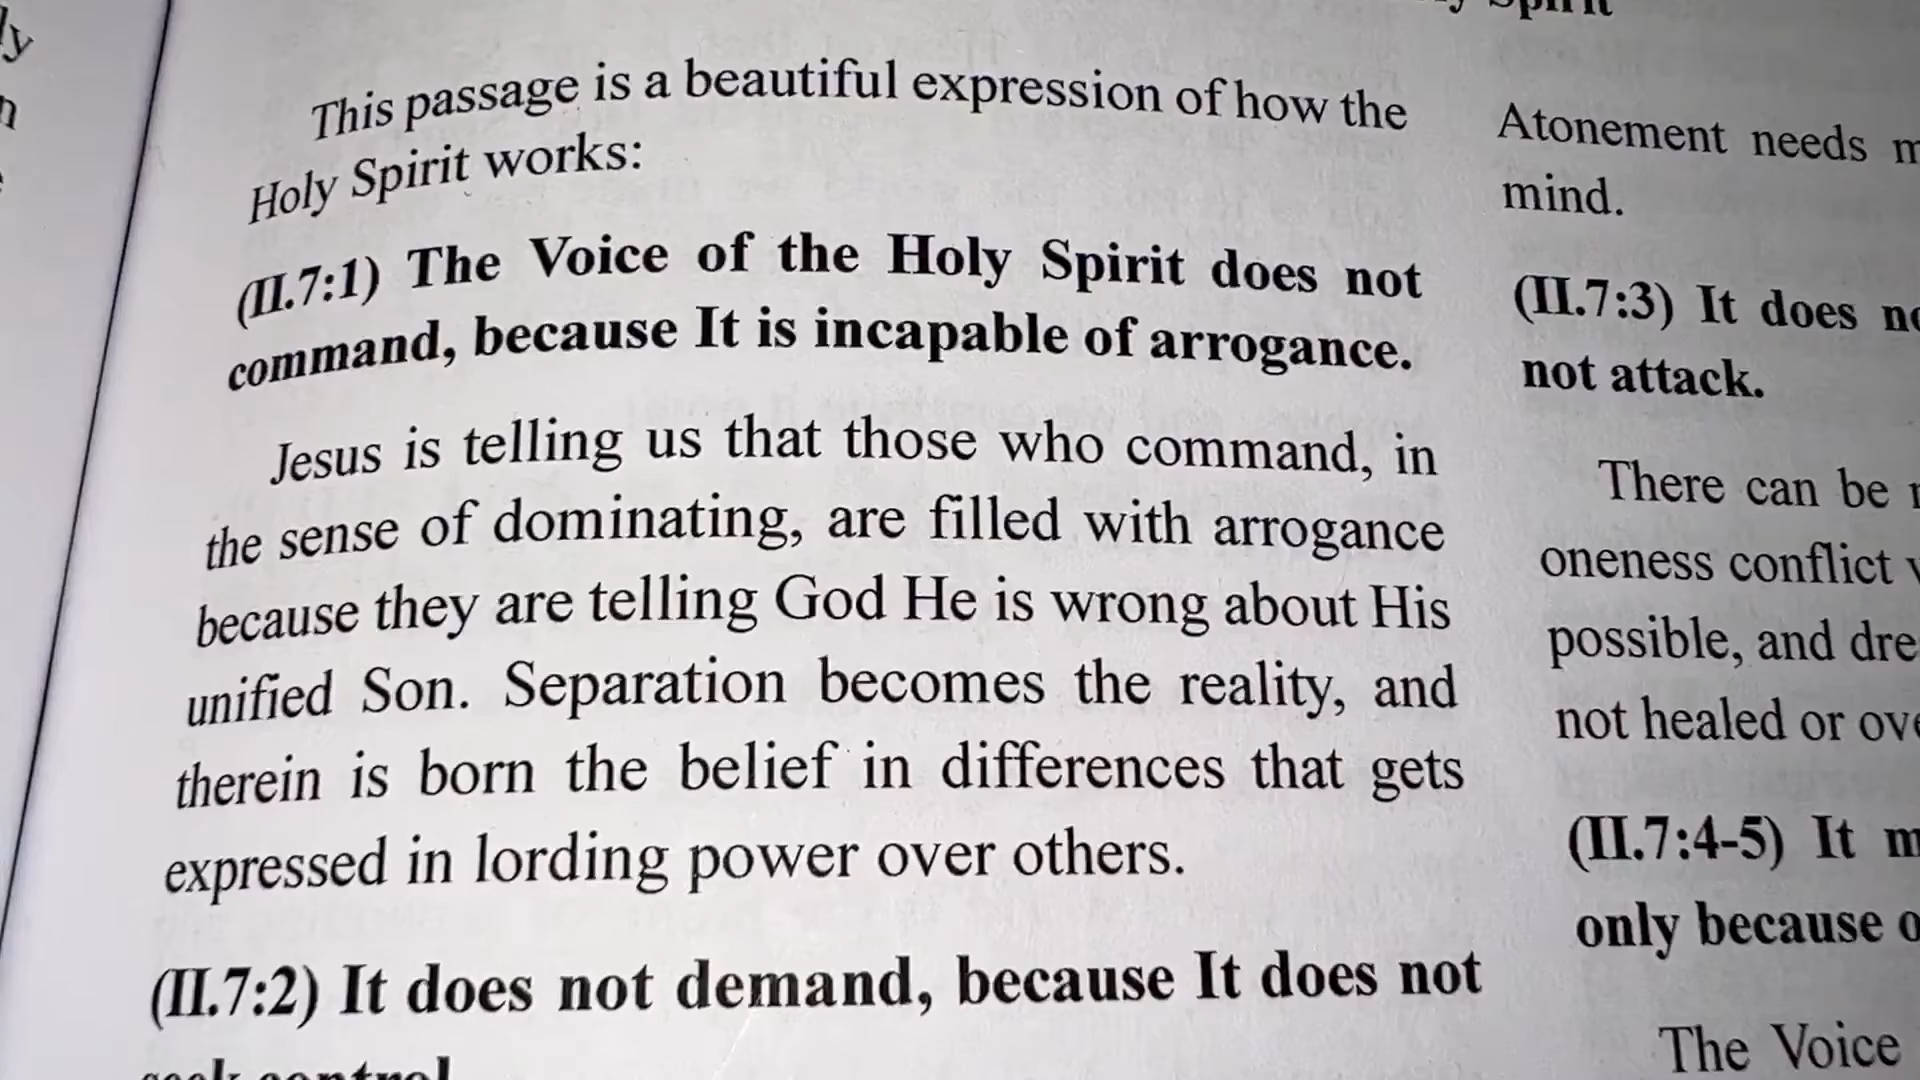 Spirit
This passage is a beautiful expression of how the
Holy Spirit works:
(II.7:1) The Voice of the Holy Spirit does not
command, because It is incapable of arrogance.
Jesus is telling us that those who command, in
the sense of dominating, are filled with arrogance
because they are telling God He is wrong about His
unified Son. Separation becomes the reality, and
therein is born the belief in differences that gets
expressed in lording power over others.
(II.7:2) It does not demand, because It does not
seek control.
Atonement needs
mind.
(II.7:3) It does
not attack.
There can be
oneness conflict
possible, and
not healed or
(II.7:4-5) It
only because
The Voice